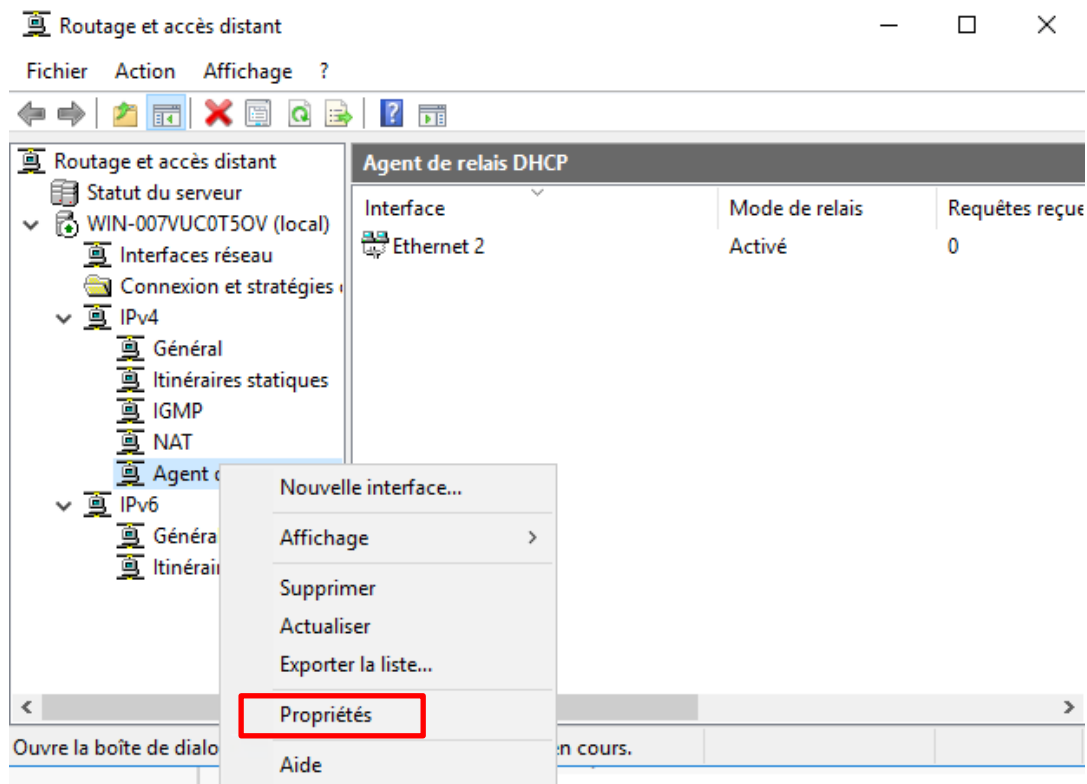 Routage et accès distant
Fichier Action Affichage ?
Routage et accès distant
Statut du serveur
WIN-007VUC0T5OV (local)
Interfaces réseau
Connexion et stratégies
IPv4
Général
Itinéraires statiques
IGMP
NAT
Agent
IPv6
Généra
Itinérai
Agent de relais DHCP
Interface Mode de relais Requêtes reçue
Ethernet 2 Activé 0
Nouvelle interface...
Affichage
Supprimer
Actualiser
Exporter la liste...
Propriétés
Aide
Ouvre la boîte de dialo en cours.